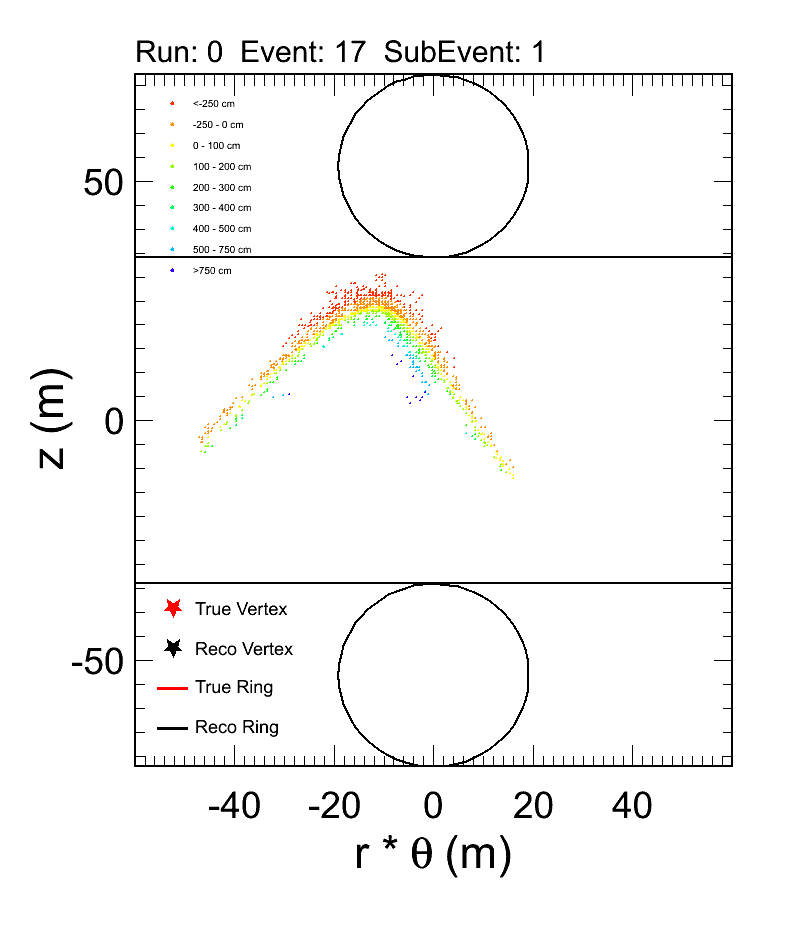 Run: 0  Event: 17  SubEvent: 1
<-250 cm
-250 - 0 cm
0 - 100 cm
100 - 200 cm
200 - 300 cm
300 - 400 cm
400 - 500 cm
500 - 750 cm
>750 cm
50
0
-50
z (m)
True Vertex
Reco Vertex
True Ring
Reco Ring
-40 -20 0 20 40
r * θ (m)